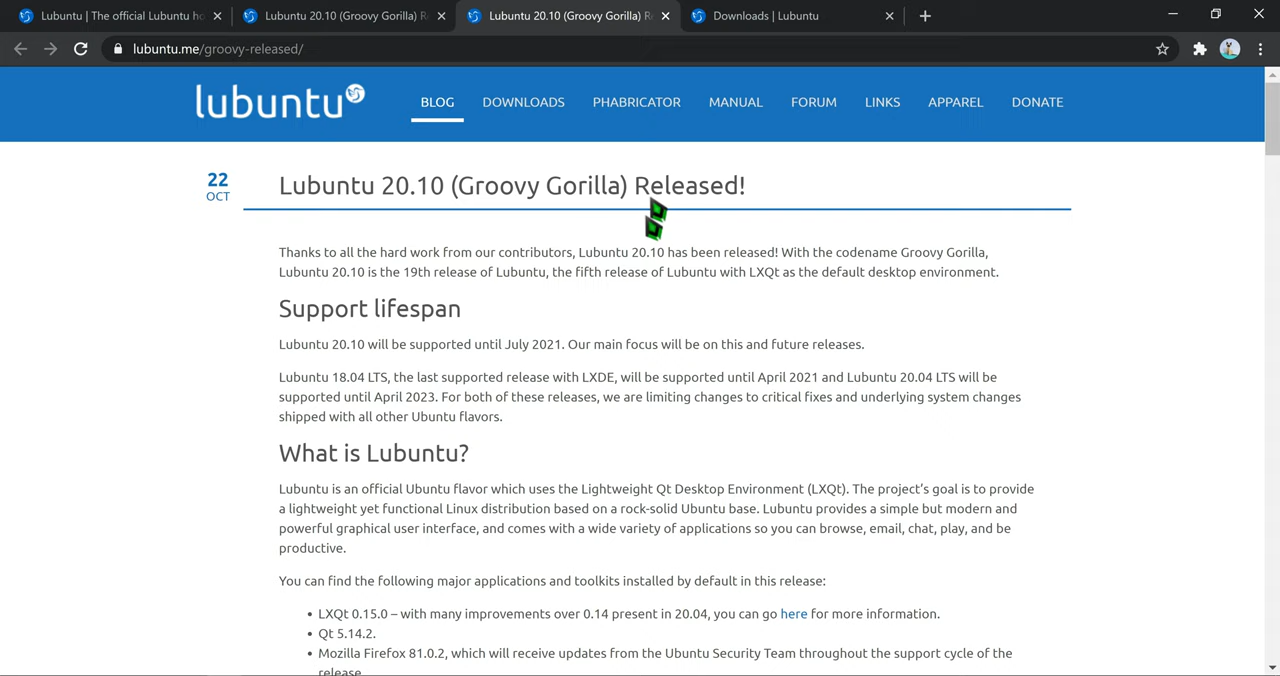 Lubuntu | The official Lubuntu ho
Lubuntu 20.10 (Groovy Gorilla) R
Lubuntu 20.10 (Groovy Gorilla) R
Downloads | Lubuntu
lubuntu.me/groovy-released/
lubuntu
BLOG
DOWNLOADS
PHABRICATOR
MANUAL
FORUM
LINKS
APPAREL
DONATE
22
OCT
Lubuntu 20.10 (Groovy Gorilla) Released!
Thanks to all the hard work from our contributors, Lubuntu 20.10 has been released! With the codename Groovy Gorilla,
Lubuntu 20.10 is the 19th release of Lubuntu, the fifth release of Lubuntu with LXQt as the default desktop environment.
Support lifespan
Lubuntu 20.10 will be supported until July 2021. Our main focus will be on this and future releases.
Lubuntu 18.04 LTS, the last supported release with LXDE, will be supported until April 2021 and Lubuntu 20.04 LTS will be
supported until April 2023. For both of these releases, we are limiting changes to critical fixes and underlying system changes
shipped with all other Ubuntu flavors.
What is Lubuntu?
Lubuntu is an official Ubuntu flavor which uses the Lightweight Qt Desktop Environment (LXQt). The project's goal is to provide
a lightweight yet functional Linux distribution based on a rock-solid Ubuntu base. Lubuntu provides a simple but modern and
powerful graphical user interface, and comes with a wide variety of applications so you can browse, email, chat, play, and be
productive.
You can find the following major applications and toolkits installed by default in this release:
• LXQt 0.15.0 – with many improvements over 0.14 present in 20.04, you can go here for more information.
• Qt 5.14.2.
• Mozilla Firefox 81.0.2, which will receive updates from the Ubuntu Security Team throughout the support cycle of the
release